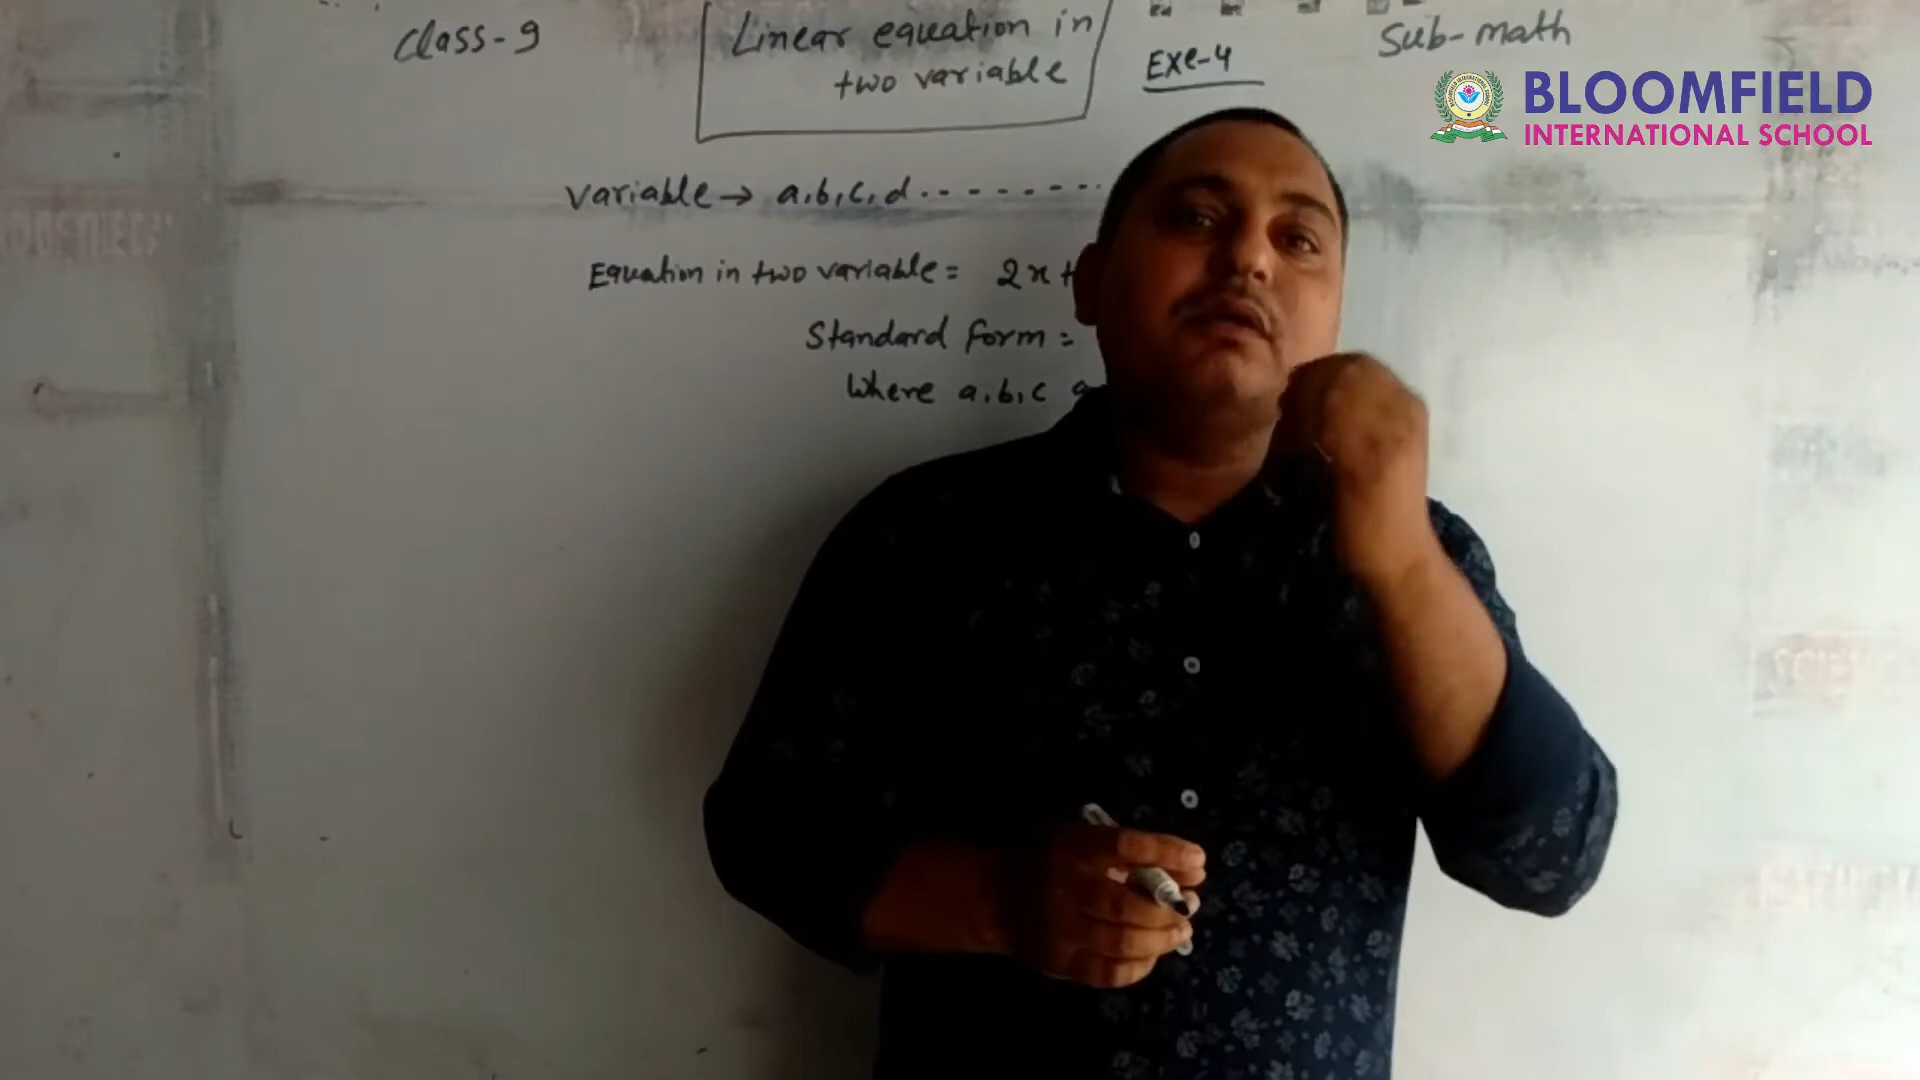 Class-9
Linear equation in
two variable
Exe-4
Sub-math
BLOOMFIELD
INTERNATIONAL SCHOOL
variable → a,b,c,d.--------
Equation in two variable = 2x+
Standard form =
Where a,b,c